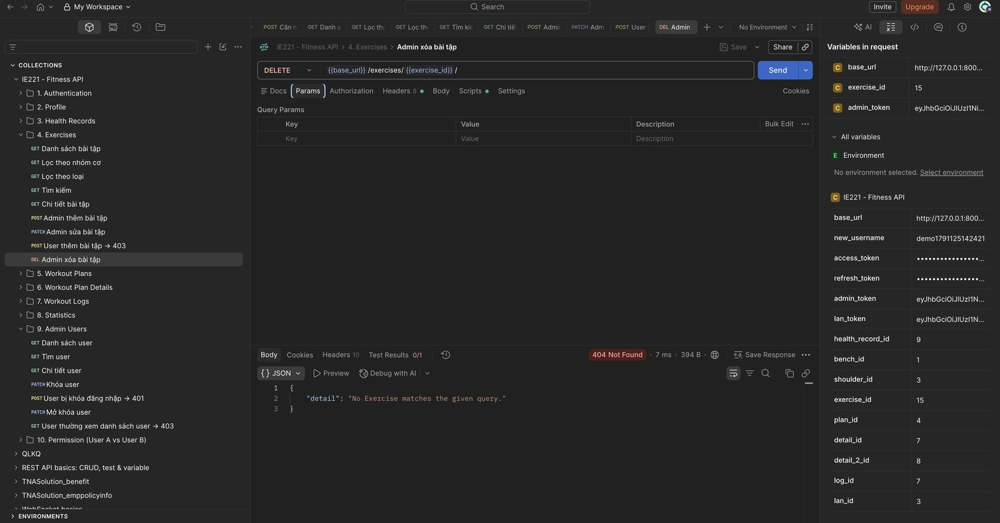 My Workspace
Search
Invite
Upgrade
POST Cân n
GET Danh s
GET Lọc the
GET Lọc the
GET Tìm kiế
GET Chi tiết
POST Admi
PATCH Adm
POST User
DEL Admin
No Environment
AI
COLLECTIONS
IE221 - Fitness API
1. Authentication
2. Profile
3. Health Records
4. Exercises
GET Danh sách bài tập
GET Lọc theo nhóm cơ
GET Lọc theo loại
GET Tìm kiếm
GET Chi tiết bài tập
POST Admin thêm bài tập
PATCH Admin sửa bài tập
POST User thêm bài tập → 403
DEL Admin xóa bài tập
5. Workout Plans
6. Workout Plan Details
7. Workout Logs
8. Statistics
9. Admin Users
GET Danh sách user
GET Tìm user
GET Chi tiết user
PATCH Khóa user
POST User bị khóa đăng nhập → 401
PATCH Mở khóa user
GET User thường xem danh sách user → 403
10. Permission (User A vs User B)
QLKQ
REST API basics: CRUD, test & variable
TNASolution_benefit
TNASolution_emppolicyinfo
WebSocket basics
ENVIRONMENTS
HTTP IE221 - Fitness API > 4. Exercises > Admin xóa bài tập
Save
Share
DELETE
{{base_url}} /exercises/ {{exercise_id}} /
Send
Docs
Params
Authorization
Headers 8
Body
Scripts
Settings
Cookies
Query Params
Key
Value
Description
Bulk Edit
Key
Value
Description
Body
Cookies
Headers 10
Test Results 0/1
404 Not Found
7 ms
394 B
e.g. Save Response
{} JSON
Preview
Debug with AI
1 {
2 "detail": "No Exercise matches the given query."
3 }
Variables in request
C base_url http://127.0.0.1:800...
C exercise_id 15
C admin_token eyJhbGciOiJIUzI1Ni...
All variables
E Environment
No environment selected. Select environment
C IE221 - Fitness API
base_url http://127.0.0.1:800...
new_username demo1791125142421
access_token ••••••••••••••••...
refresh_token ••••••••••••••••...
admin_token eyJhbGciOiJIUzI1N...
lan_token eyJhbGciOiJIUzI1N...
health_record_id 9
bench_id 1
shoulder_id 3
exercise_id 15
plan_id 4
detail_id 7
detail_2_id 8
log_id 7
lan_id 3